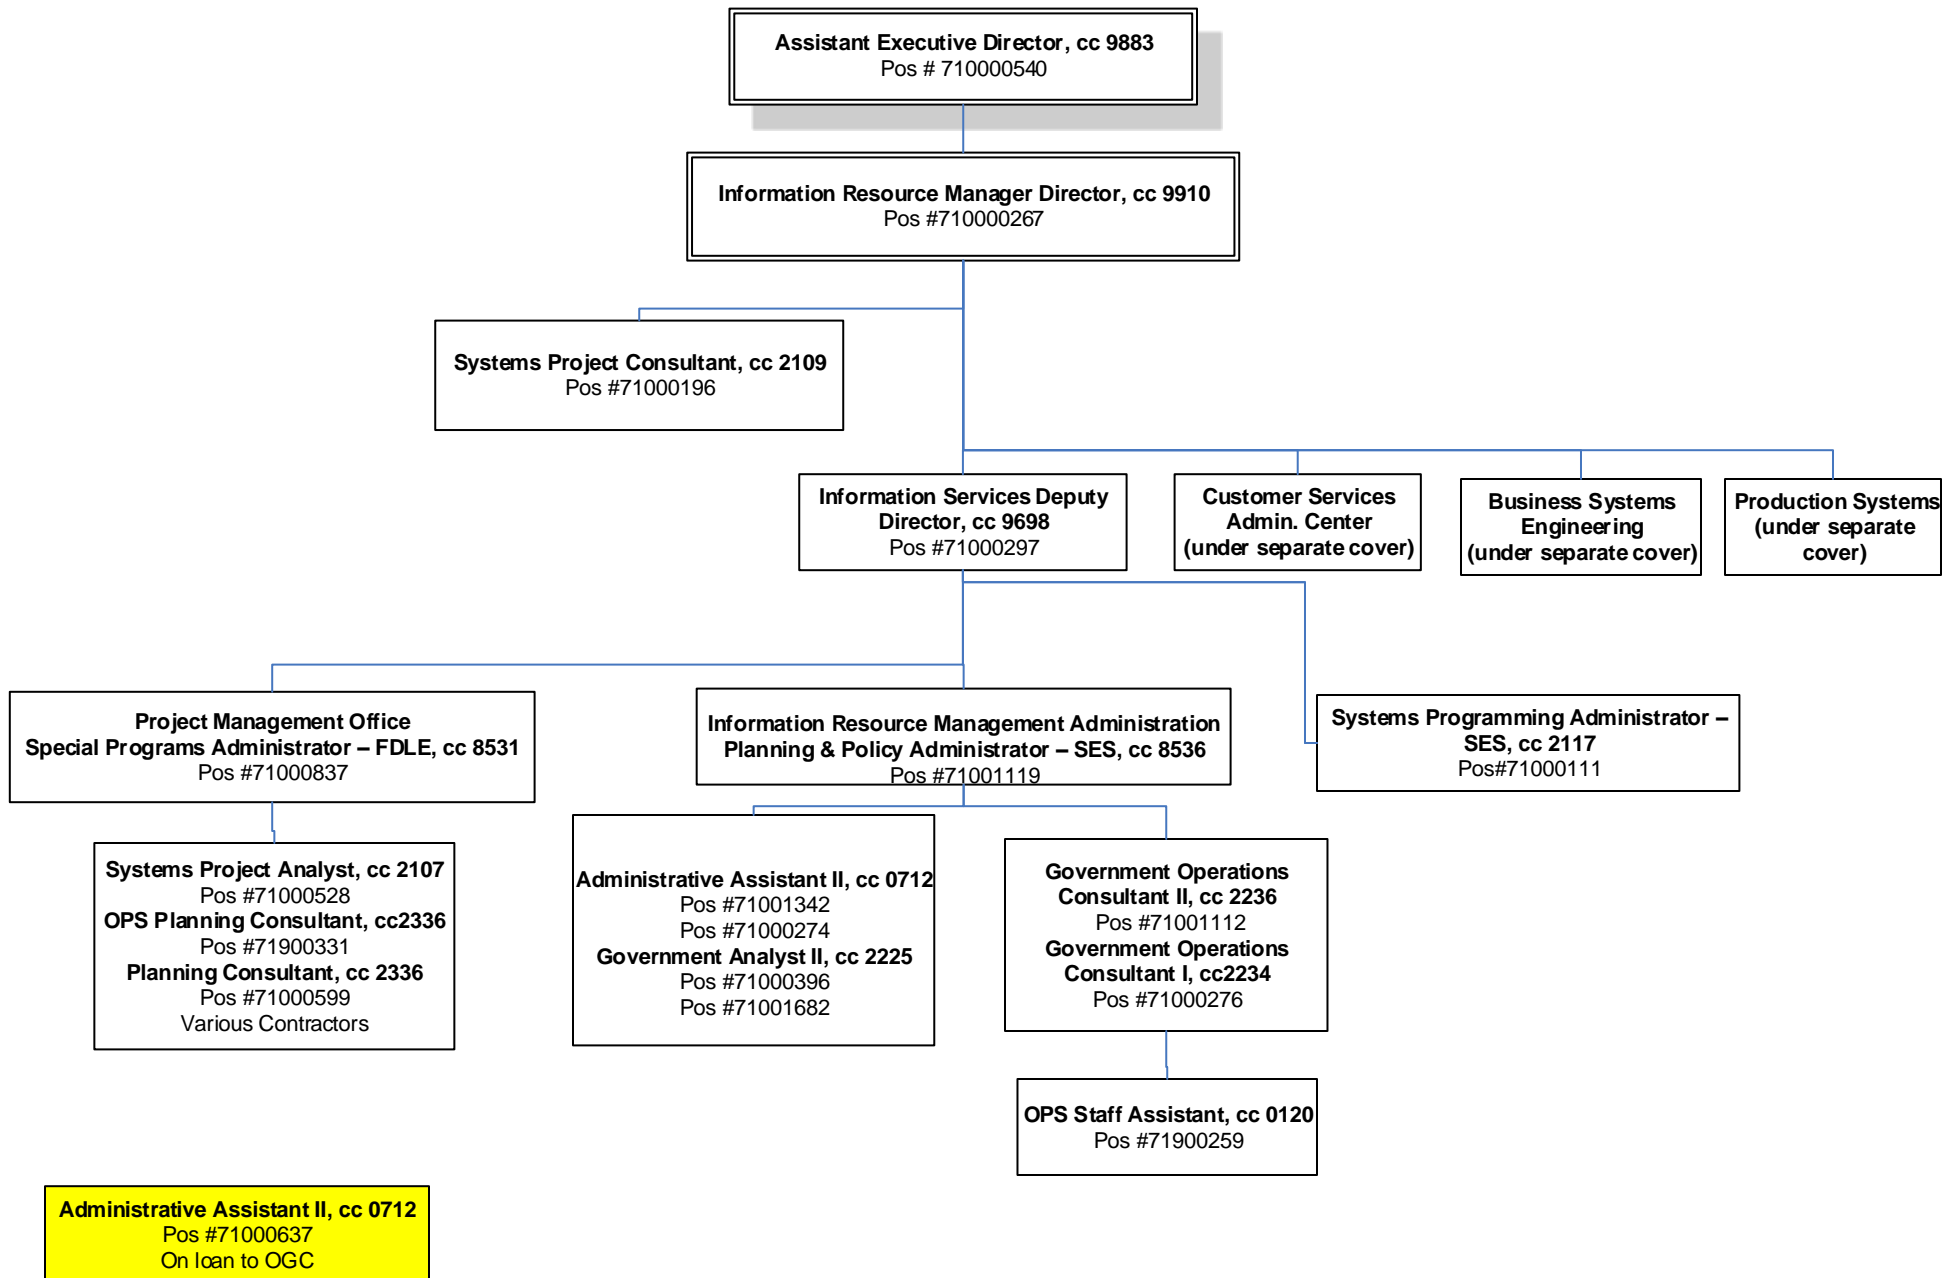 Assistant Executive Director, cc 9883
Pos # 710000540
Information Resource Manager Director, cc 9910
Pos #710000267
Systems Project Consultant, cc 2109
Pos #71000196
Information Services Deputy
Director, cc 9698
Pos #71000297
Customer Services
Admin. Center
(under separate cover)
Business Systems
Engineering
(under separate cover)
Production Systems
(under separate
cover)
Project Management Office
Special Programs Administrator – FDLE, cc 8531
Pos #71000837
Information Resource Management Administration
Planning & Policy Administrator – SES, cc 8536
Pos #71001119
Systems Programming Administrator –
SES, cc 2117
Pos#71000111
Systems Project Analyst, cc 2107
Pos #71000528
OPS Planning Consultant, cc2336
Pos #71900331
Planning Consultant, cc 2336
Pos #71000599
Various Contractors
Administrative Assistant II, cc 0712
Pos #71001342
Pos #71000274
Government Analyst II, cc 2225
Pos #71000396
Pos #71001682
Government Operations
Consultant II, cc 2236
Pos #71001112
Government Operations
Consultant I, cc2234
Pos #71000276
OPS Staff Assistant, cc 0120
Pos #71900259
Administrative Assistant II, cc 0712
Pos #71000637
On loan to OGC